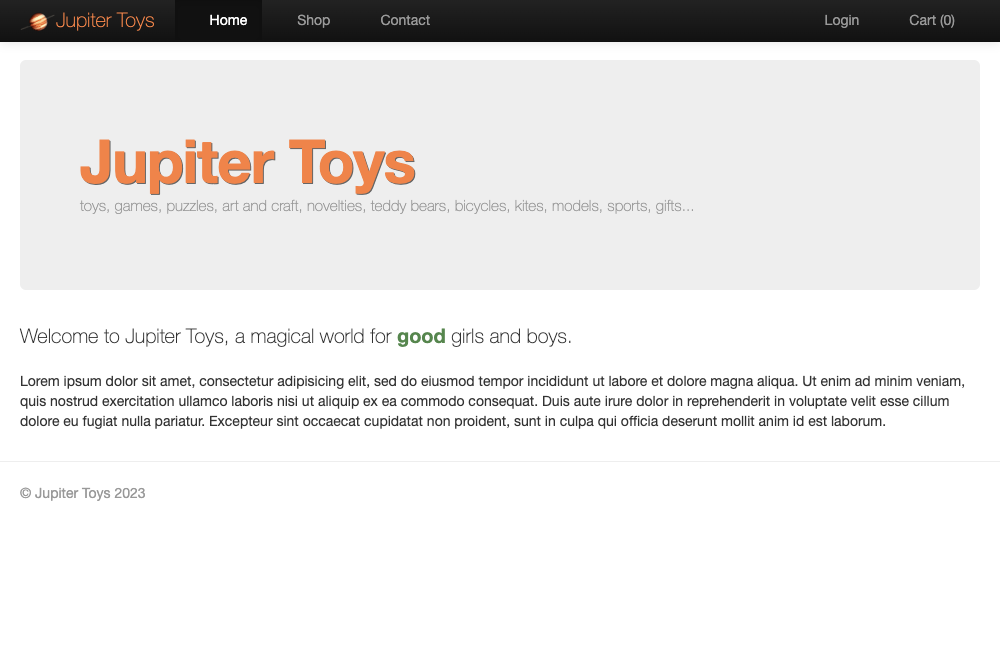 Jupiter Toys Home Shop Contact Login Cart (0)
Jupiter Toys
toys, games, puzzles, art and craft, novelties, teddy bears, bicycles, kites, models, sports, gifts...
Welcome to Jupiter Toys, a magical world for good girls and boys.
Lorem ipsum dolor sit amet, consectetur adipisicing elit, sed do eiusmod tempor incididunt ut labore et dolore magna aliqua. Ut enim ad minim veniam,
quis nostrud exercitation ullamco laboris nisi ut aliquip ex ea commodo consequat. Duis aute irure dolor in reprehenderit in voluptate velit esse cillum
dolore eu fugiat nulla pariatur. Excepteur sint occaecat cupidatat non proident, sunt in culpa qui officia deserunt mollit anim id est laborum.
© Jupiter Toys 2023